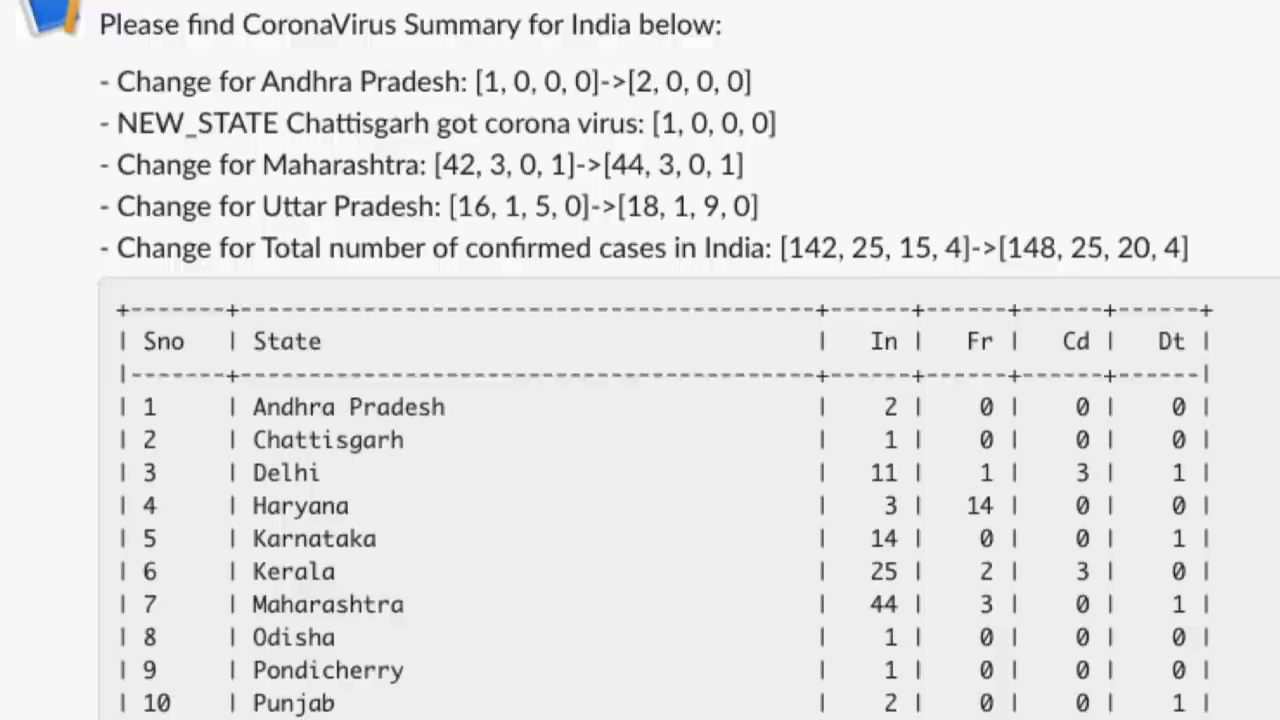 Please find CoronaVirus Summary for India below:
- Change for Andhra Pradesh: [1, 0, 0, 0]->[2, 0, 0, 0]
- NEW_STATE Chattisgarh got corona virus: [1, 0, 0, 0]
- Change for Maharashtra: [42, 3, 0, 1]->[44, 3, 0, 1]
- Change for Uttar Pradesh: [16, 1, 5, 0]->[18, 1, 9, 0]
- Change for Total number of confirmed cases in India: [142, 25, 15, 4]->[148, 25, 20, 4]
+-------+-------------------------------------------+------+------+------+------+
| Sno | State | In | Fr | Cd | Dt |
|-------+-------------------------------------------+------+------+------+------|
| 1 | Andhra Pradesh | 2 | 0 | 0 | 0 |
| 2 | Chattisgarh | 1 | 0 | 0 | 0 |
| 3 | Delhi | 11 | 1 | 3 | 1 |
| 4 | Haryana | 3 | 14 | 0 | 0 |
| 5 | Karnataka | 14 | 0 | 0 | 1 |
| 6 | Kerala | 25 | 2 | 3 | 0 |
| 7 | Maharashtra | 44 | 3 | 0 | 1 |
| 8 | Odisha | 1 | 0 | 0 | 0 |
| 9 | Pondicherry | 1 | 0 | 0 | 0 |
| 10 | Punjab | 2 | 0 | 0 | 1 |